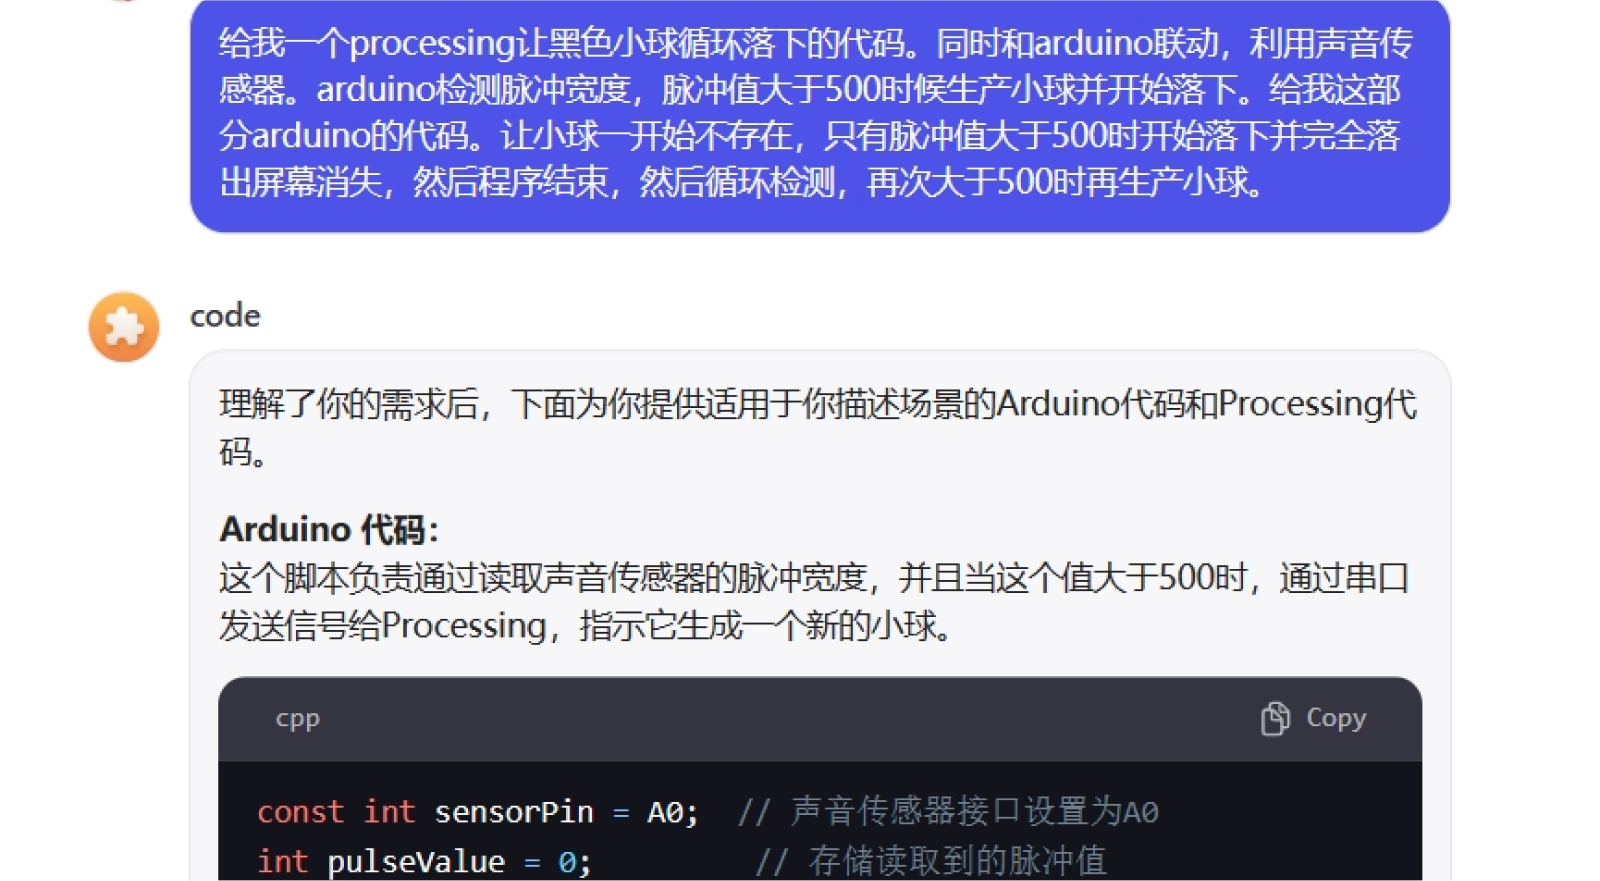 给我一个processing让黑色小球循环落下的代码。同时和arduino联动，利用声音传
感器。arduino检测脉冲宽度，脉冲值大于500时候生产小球并开始落下。给我这部
分arduino的代码。让小球一开始不存在，只有脉冲值大于500时开始落下并完全落
出屏幕消失，然后程序结束，然后循环检测，再次大于500时再生产小球。
code
理解了你的需求后，下面为你提供适用于你描述场景的Arduino代码和Processing代
码。
Arduino 代码：
这个脚本负责通过读取声音传感器的脉冲宽度，并且当这个值大于500时，通过串口
发送信号给Processing，指示它生成一个新的小球。
cpp Copy
const int sensorPin = A0;  // 声音传感器接口设置为A0
int pulseValue = 0;         // 存储读取到的脉冲值